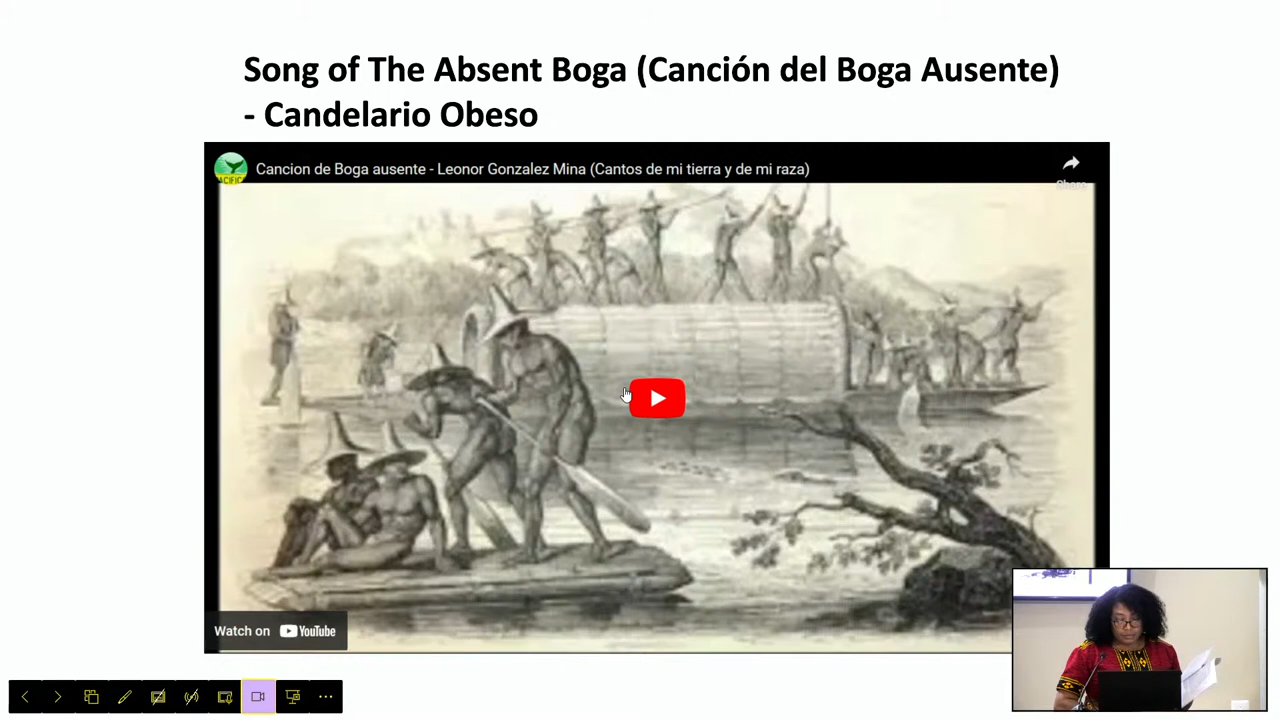 Song of The Absent Boga (Canción del Boga Ausente)
- Candelario Obeso
Cancion de Boga ausente - Leonor Gonzalez Mina (Cantos de mi tierra y de mi raza)
Share
Watch on YouTube